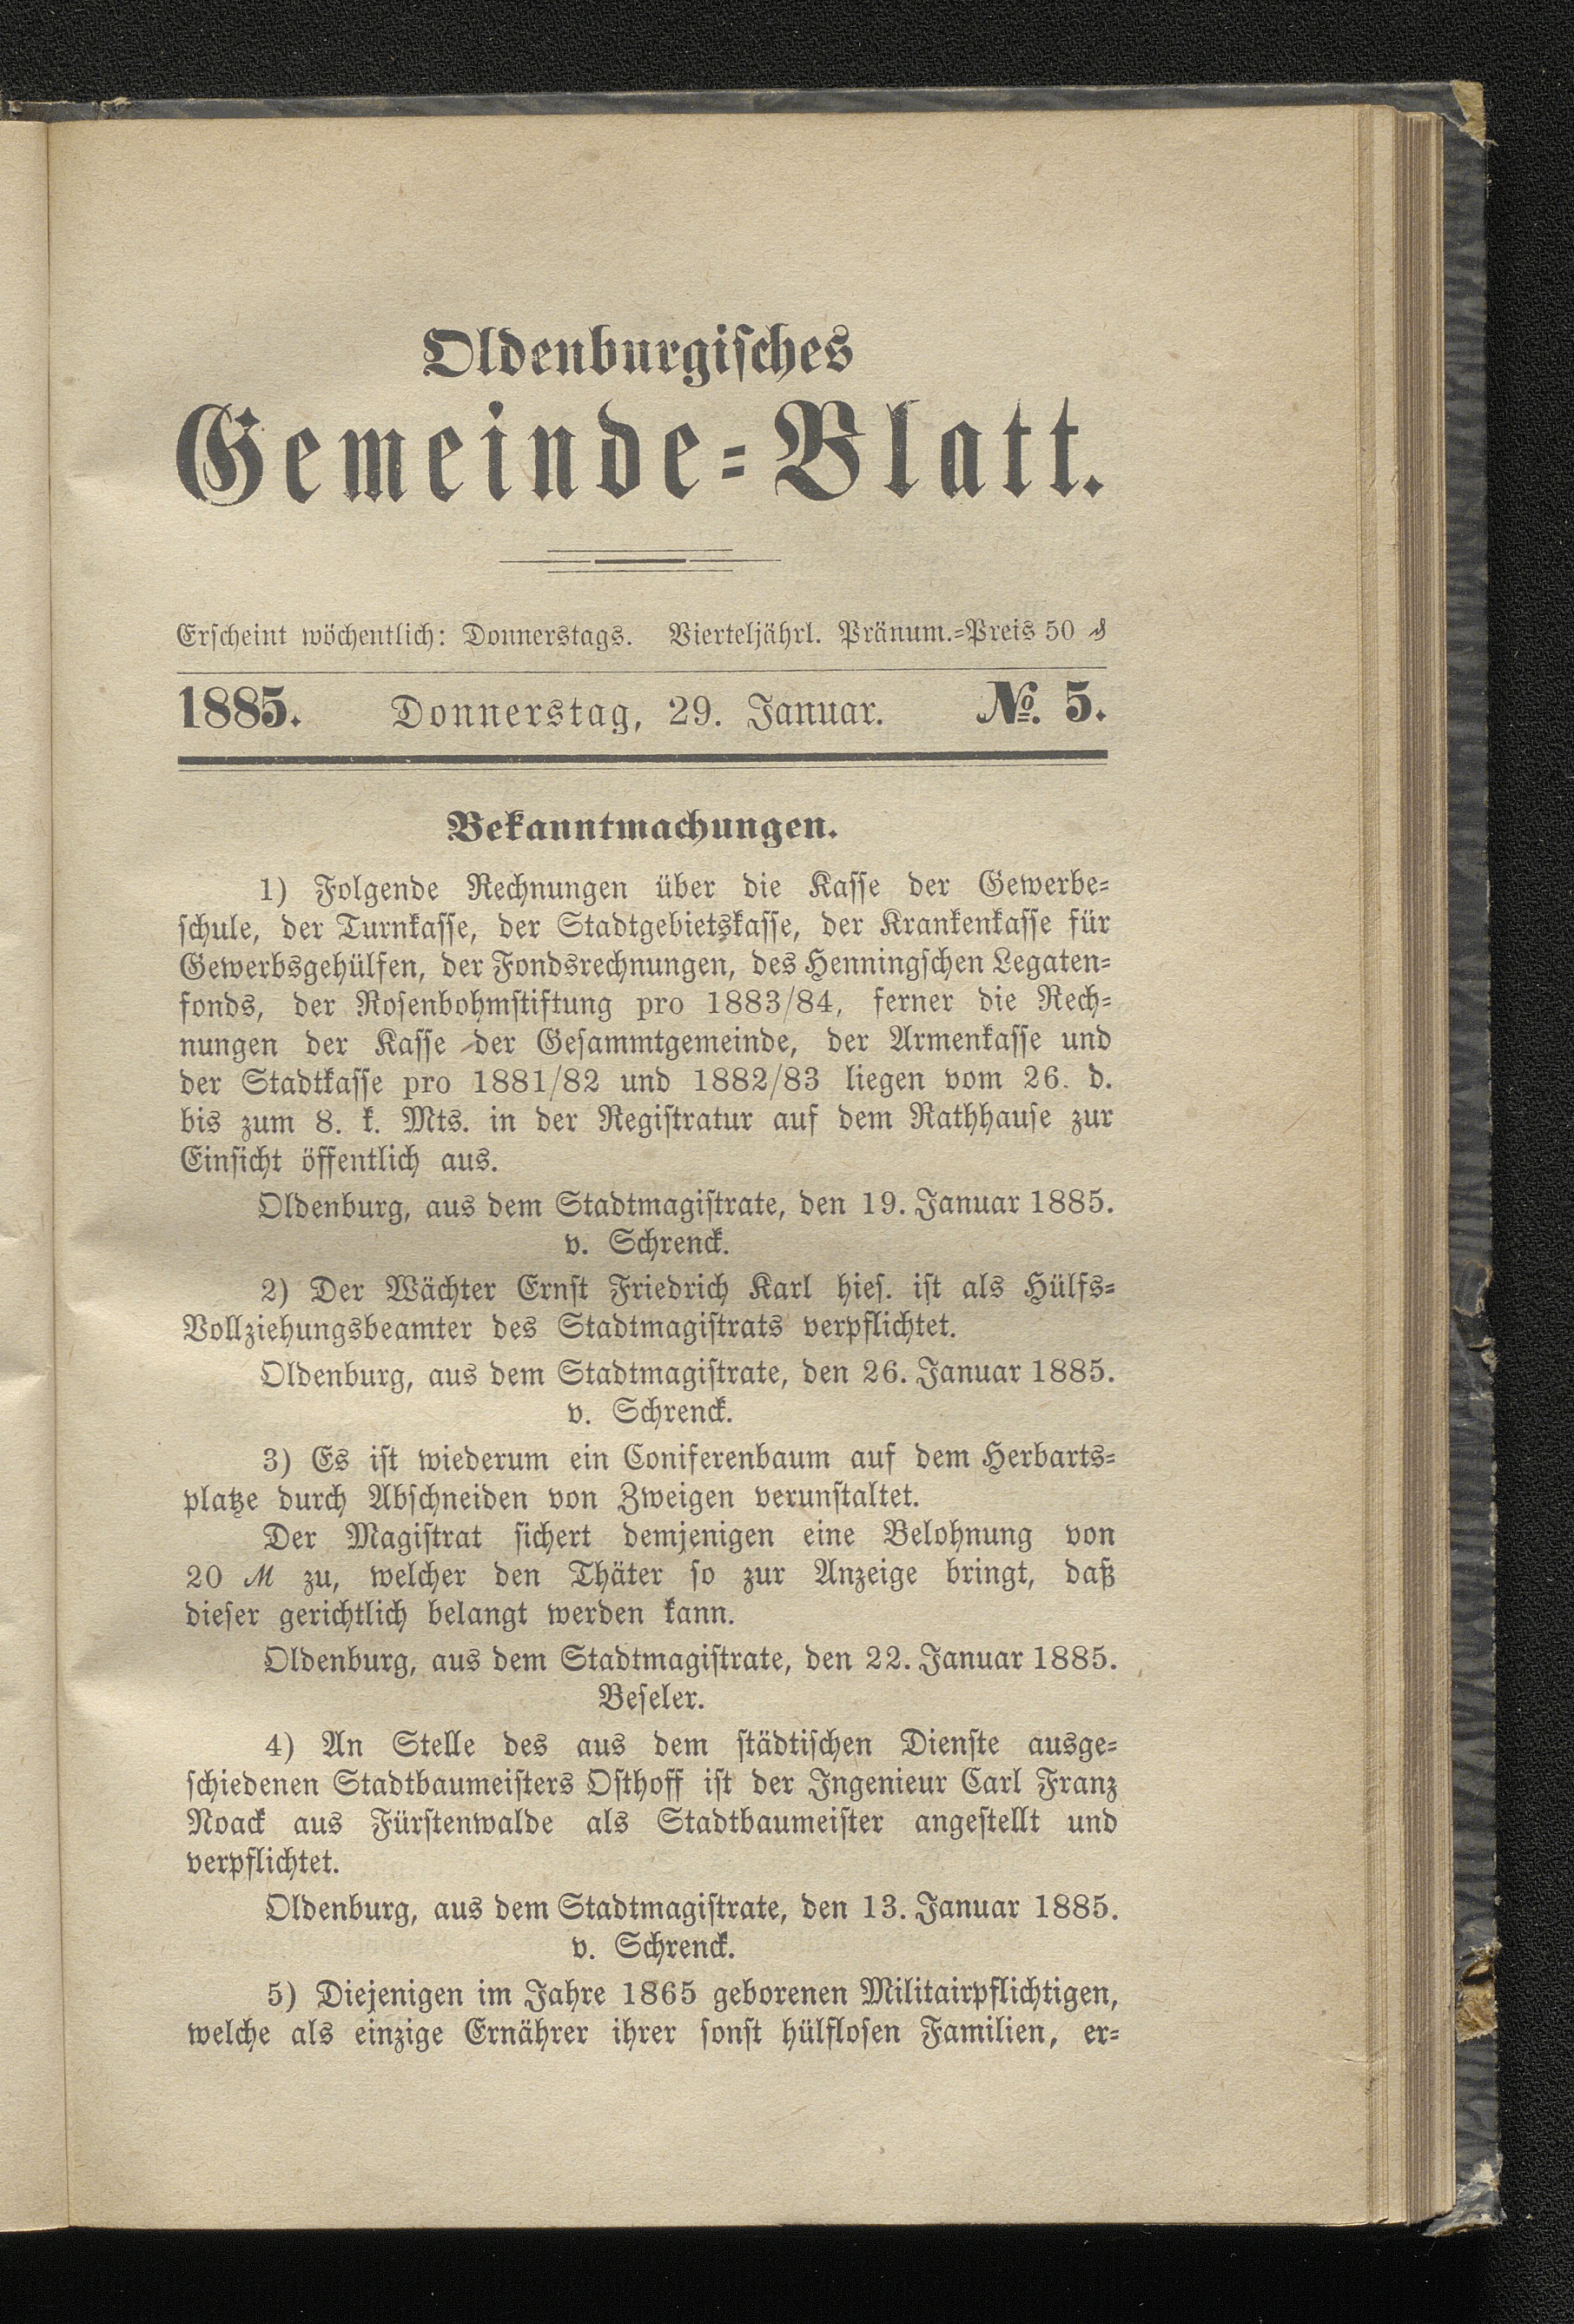 Oldenburgisches
Gemeinde=Blatt.
Erscheint wöchentlich: Donnerstags. Vierteljährl. Pränum.=Preis 50 ₰
1885. Donnerstag, 29. Januar. №. 5.
Bekanntmachungen.
1) Folgende Rechnungen über die Kasse der Gewerbe=
schule, der Turnkasse, der Stadtgebietskasse, der Krankenkasse für
Gewerbsgehülfen, der Fondsrechnungen, des Henningschen Legaten=
fonds, der Rosenbohmstiftung pro 1883/84, ferner die Rech=
nungen der Kasse der Gesammtgemeinde, der Armenkasse und
der Stadtkasse pro 1881/82 und 1882/83 liegen vom 26. d.
bis zum 8. k. Mts. in der Registratur auf dem Rathhause zur
Einsicht öffentlich aus.
Oldenburg, aus dem Stadtmagistrate, den 19. Januar 1885.
v. Schrenck.
2) Der Wächter Ernst Friedrich Karl hies. ist als Hülfs=
Vollziehungsbeamter des Stadtmagistrats verpflichtet.
Oldenburg, aus dem Stadtmagistrate, den 26. Januar 1885.
v. Schrenck.
3) Es ist wiederum ein Coniferenbaum auf dem Herbarts=
platze durch Abschneiden von Zweigen verunstaltet.
Der Magistrat sichert demjenigen eine Belohnung von
20 ℳ zu, welcher den Thäter so zur Anzeige bringt, daß
dieser gerichtlich belangt werden kann.
Oldenburg, aus dem Stadtmagistrate, den 22. Januar 1885.
Beseler.
4) An Stelle des aus dem städtischen Dienste ausge=
schiedenen Stadtbaumeisters Osthoff ist der Ingenieur Carl Franz
Noack aus Fürstenwalde als Stadtbaumeister angestellt und
verpflichtet.
Oldenburg, aus dem Stadtmagistrate, den 13. Januar 1885.
v. Schrenck.
5) Diejenigen im Jahre 1865 geborenen Militairpflichtigen,
welche als einzige Ernährer ihrer sonst hülflosen Familien, er=